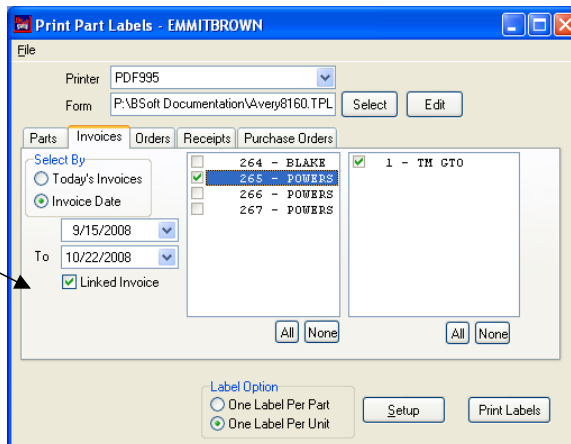 Print Part Labels - EMMITBROWN
File
Printer PDF995
Form P:\BSoft Documentation\Avery8160.TPL Select Edit
Parts Invoices Orders Receipts Purchase Orders
Select By
Today's Invoices
Invoice Date
9/15/2008
To 10/22/2008
Linked Invoice
264 - BLAKE
265 - POWERS
266 - POWERS
267 - POWERS
All None
1 - TM GTO
All None
Label Option
One Label Per Part
One Label Per Unit
Setup Print Labels